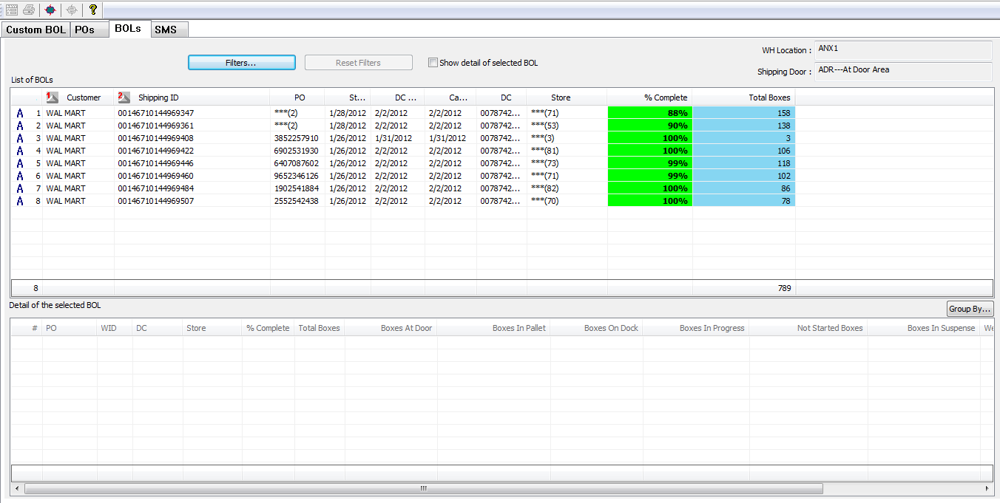 Custom BOL POs BOLs SMS
WH Location : ANX1
Filters... Reset Filters Show detail of selected BOL
Shipping Door : ADR---At Door Area
List of BOLs
1 Customer 2 Shipping ID PO St... DC ... Ca... DC Store % Complete Total Boxes
A 1 WAL MART 00146710144969347 ***(2) 1/28/2012 2/2/2012 2/2/2012 0078742... ***(71) 88% 158
A 2 WAL MART 00146710144969361 ***(2) 1/28/2012 2/2/2012 2/2/2012 0078742... ***(53) 90% 138
A 3 WAL MART 00146710144969408 3852257910 1/26/2012 1/31/2012 1/31/2012 0078742... ***(3) 100% 3
A 4 WAL MART 00146710144969422 6902531930 1/26/2012 2/2/2012 2/2/2012 0078742... ***(81) 100% 106
A 5 WAL MART 00146710144969446 6407087602 1/26/2012 2/2/2012 2/2/2012 0078742... ***(73) 99% 118
A 6 WAL MART 00146710144969460 9652346126 1/26/2012 2/2/2012 2/2/2012 0078742... ***(71) 99% 102
A 7 WAL MART 00146710144969484 1902541884 1/26/2012 2/2/2012 2/2/2012 0078742... ***(82) 100% 86
A 8 WAL MART 00146710144969507 2552542438 1/26/2012 2/2/2012 2/2/2012 0078742... ***(70) 100% 78
8 789
Detail of the selected BOL Group By...
# PO WID DC Store % Complete Total Boxes Boxes At Door Boxes In Pallet Boxes On Dock Boxes In Progress Not Started Boxes Boxes In Suspense We